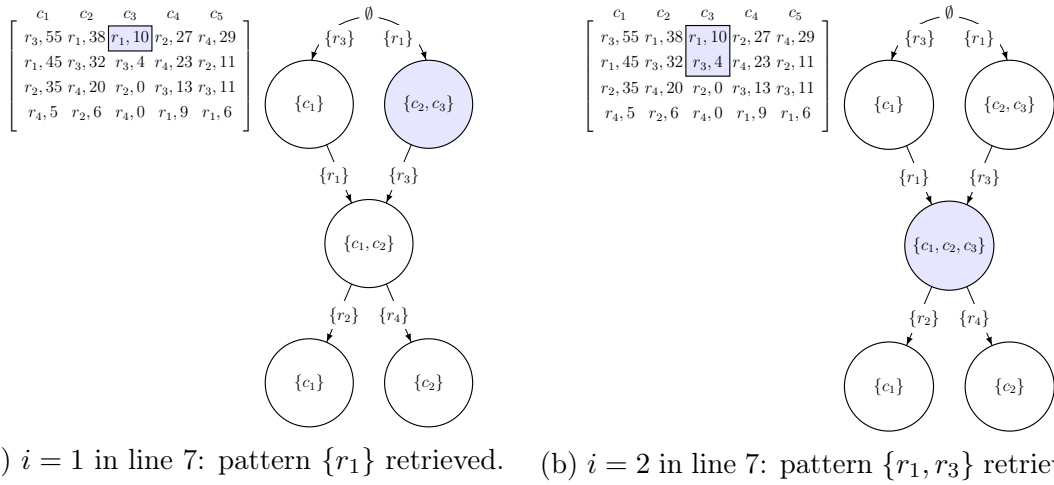 c1 c2 c3 c4 c5
r3, 55 r1, 38 r1, 10 r2, 27 r4, 29
r1, 45 r3, 32 r3, 4 r4, 23 r2, 11
r2, 35 r4, 20 r2, 0 r3, 13 r3, 11
r4, 5 r2, 6 r4, 0 r1, 9 r1, 6
∅
{r3} {r1}
{c1} {c2, c3}
{r1} {r3}
{c1, c2}
{r2} {r4}
{c1} {c2}
) i = 1 in line 7: pattern {r1} retrieved.
c1 c2 c3 c4 c5
r3, 55 r1, 38 r1, 10 r2, 27 r4, 29
r1, 45 r3, 32 r3, 4 r4, 23 r2, 11
r2, 35 r4, 20 r2, 0 r3, 13 r3, 11
r4, 5 r2, 6 r4, 0 r1, 9 r1, 6
∅
{r3} {r1}
{c1} {c2, c3}
{r1} {r3}
{c1, c2, c3}
{r2} {r4}
{c1} {c2}
(b) i = 2 in line 7: pattern {r1, r3} retrie